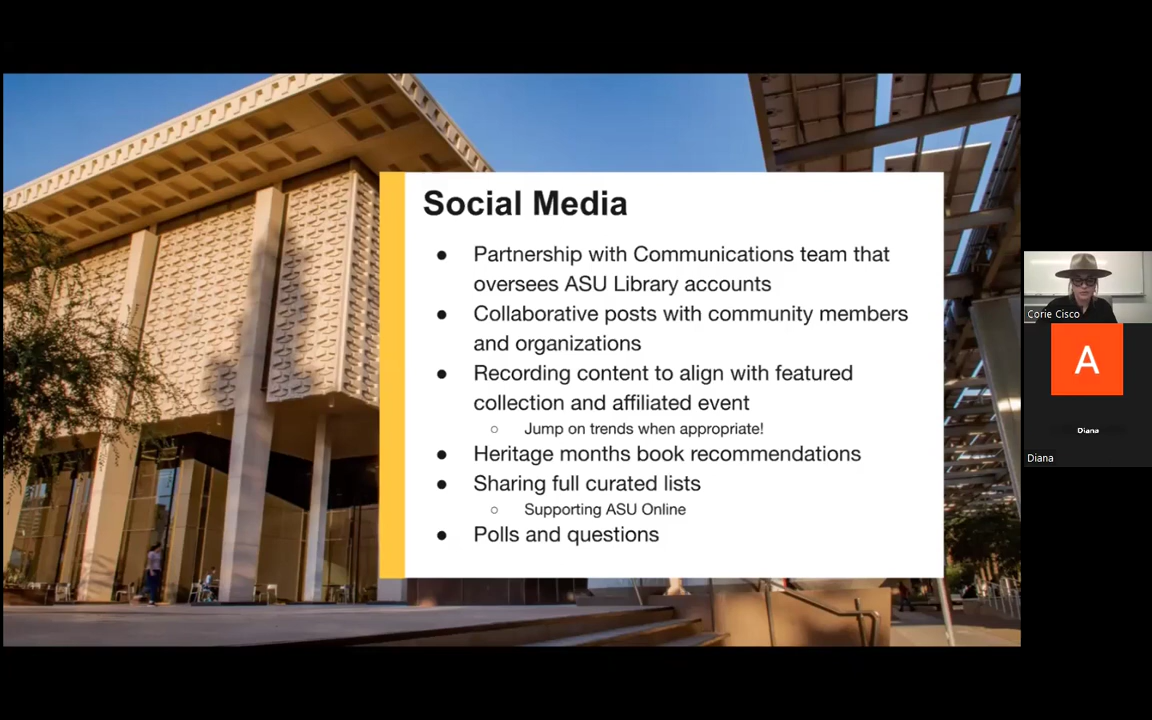 Social Media
● Partnership with Communications team that
oversees ASU Library accounts
● Collaborative posts with community members
and organizations
● Recording content to align with featured
collection and affiliated event
○ Jump on trends when appropriate!
● Heritage months book recommendations
● Sharing full curated lists
○ Supporting ASU Online
● Polls and questions
Corie Cisco
A
Diana
Diana